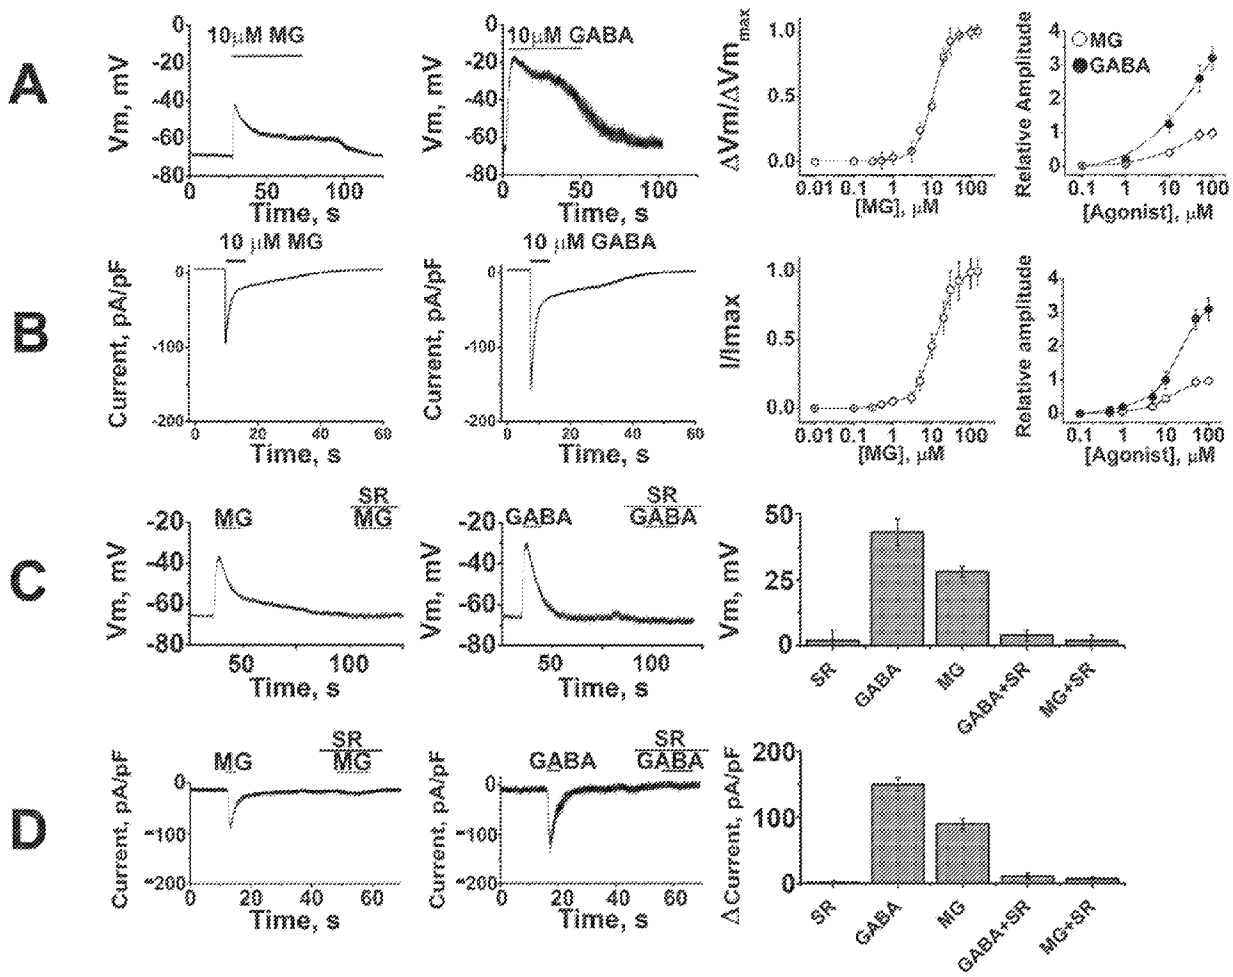 A
10μM MG
Vm, mV
0
-20
-40
-60
-80
0
50
100
Time, s
10μM GABA
Vm, mV
0
-20
-40
-60
-80
0
50
100
Time, s
ΔVm/ΔVm max
1.0
0.5
0.0
0.01
0.1
1
10
100
[MG], μM
Relative Amplitude
MG
GABA
4
3
2
1
0
0.1
1
10
100
[Agonist], μM
B
10 μM MG
Current, pA/pF
0
-100
-200
0
20
40
60
Time, s
10 μM GABA
Current, pA/pF
0
-100
-200
0
20
40
60
Time, s
I/Imax
1.0
0.5
0.0
0.01
0.1
1
10
100
[MG], μM
Relative amplitude
4
3
2
1
0
0.1
1
10
100
[Agonist], μM
C
MG
SR
MG
Vm, mV
-20
-40
-60
-80
50
100
Time, s
GABA
SR
GABA
Vm, mV
-20
-40
-60
-80
50
100
Time, s
Vm, mV
50
25
0
SR
GABA
MG
GABA+SR
MG+SR
D
MG
SR
MG
Current, pA/pF
0
-100
-200
0
20
40
60
Time, s
GABA
SR
GABA
Current, pA/pF
0
-100
-200
0
20
40
60
Time, s
ΔCurrent, pA/pF
200
100
0
SR
GABA
MG
GABA+SR
MG+SR